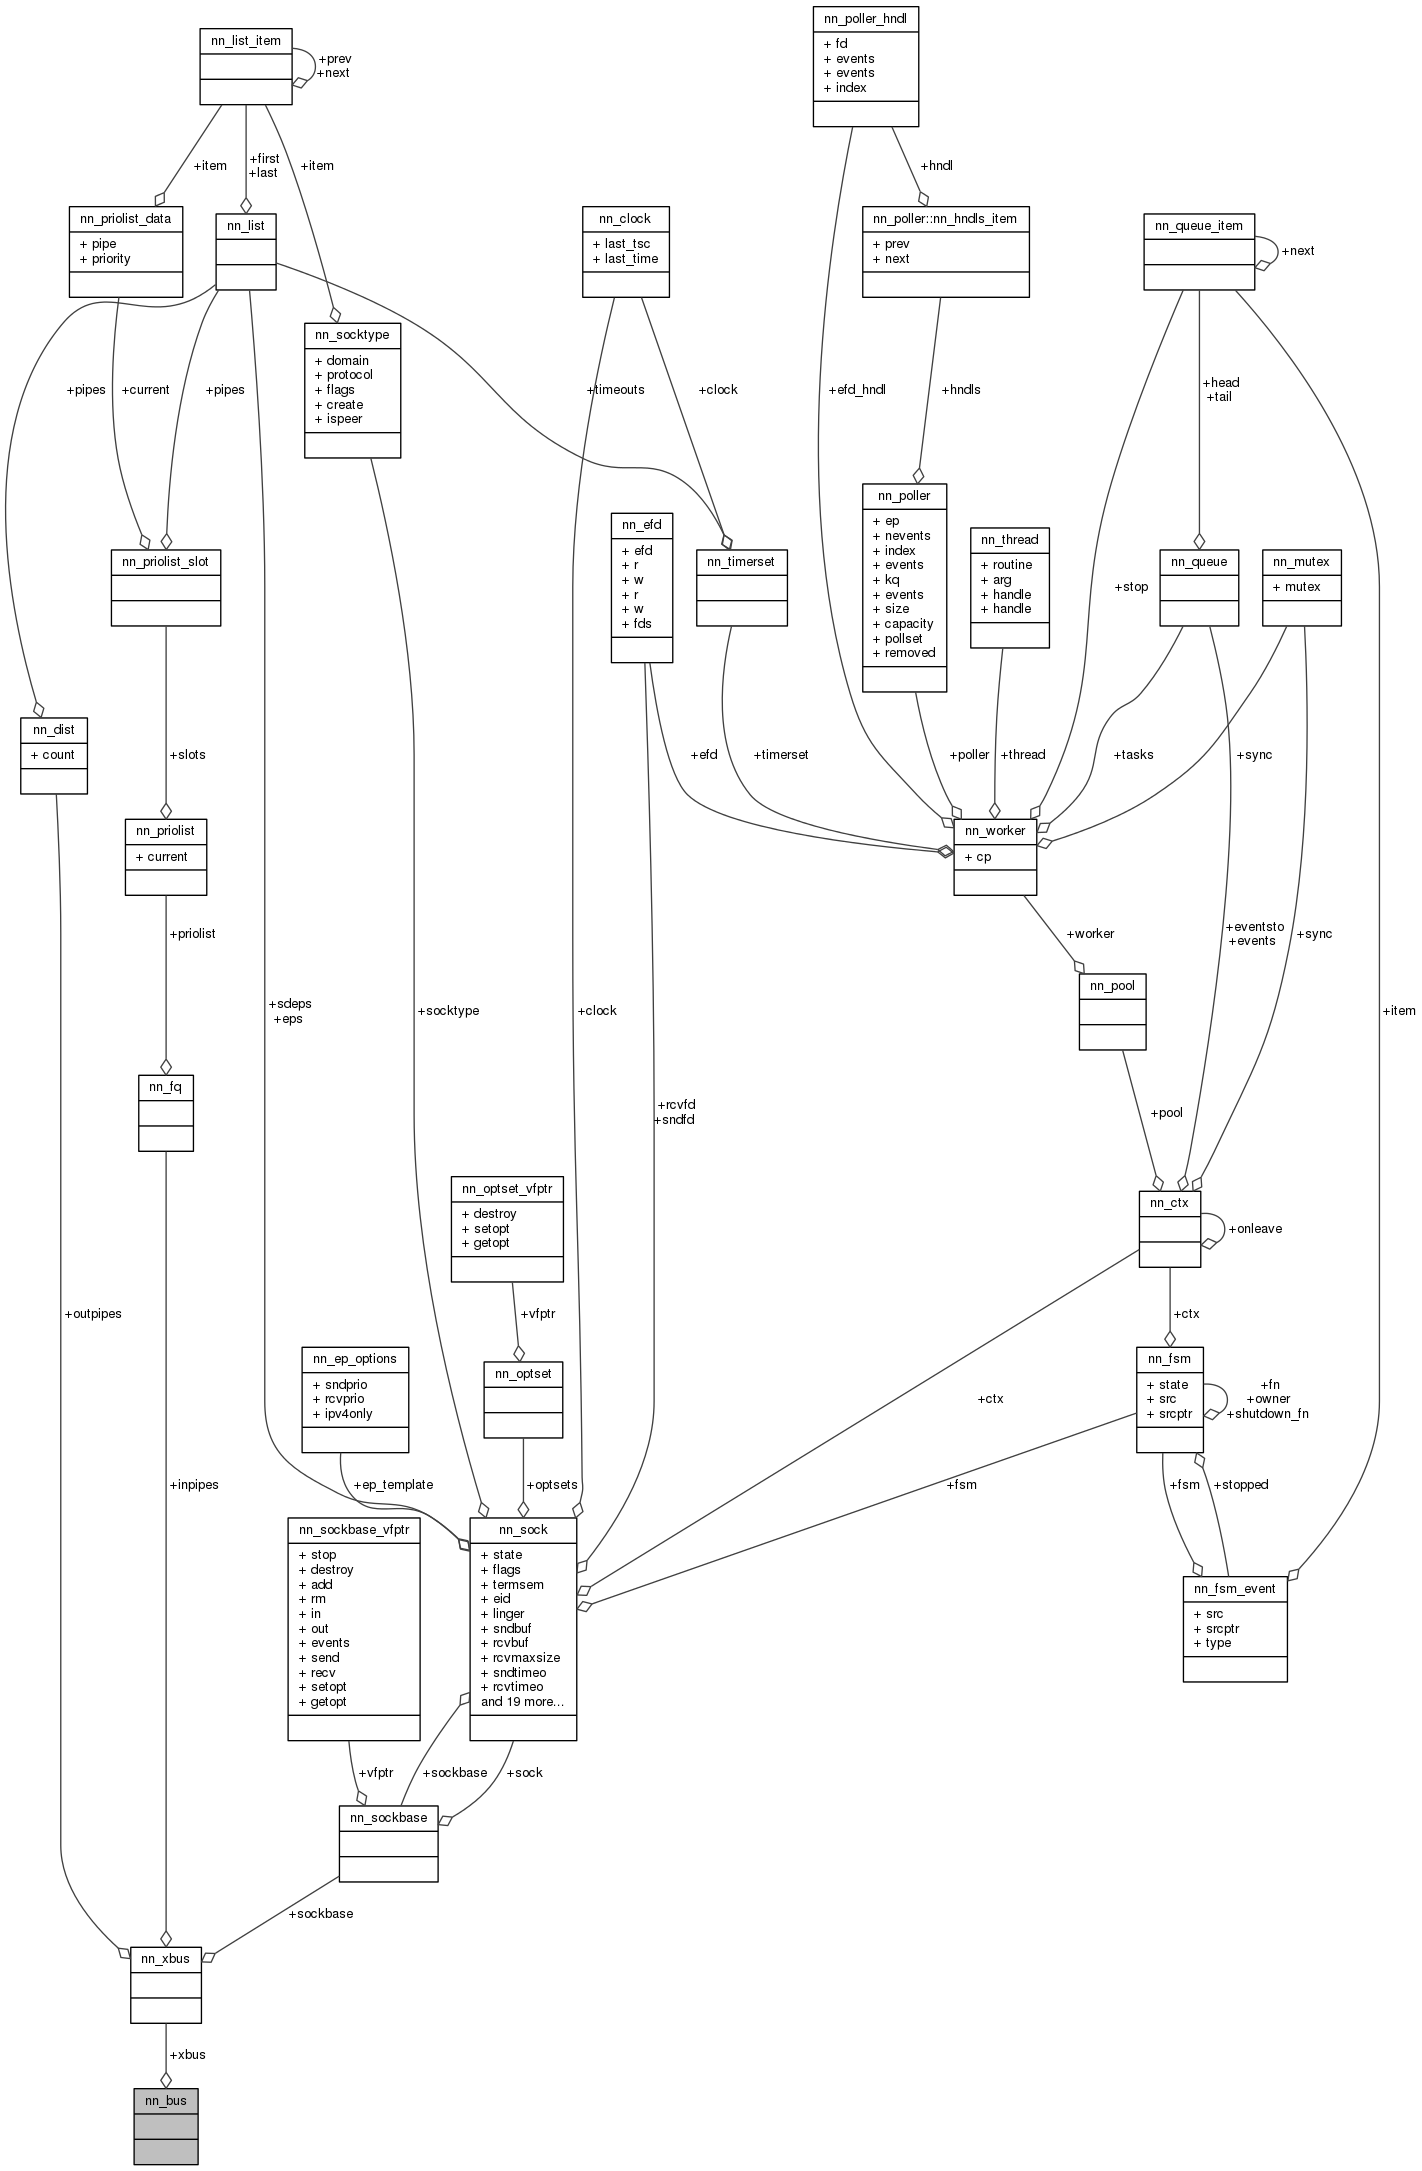 nn_poller_hndl
+ fd
+ events
+ events
+ index
nn_list_item
+prev
+next
+item
+first
+last
+item
+hndl
nn_priolist_data
+ pipe
+ priority
nn_list
nn_clock
+ last_tsc
+ last_time
nn_poller::nn_hndls_item
+ prev
+ next
nn_queue_item
+next
nn_socktype
+ domain
+ protocol
+ flags
+ create
+ ispeer
+pipes
+current
+pipes
+timeouts
+clock
+efd_hndl
+hndls
+head
+tail
nn_efd
+ efd
+ r
+ w
+ r
+ w
+ fds
nn_poller
+ ep
+ nevents
+ index
+ events
+ kq
+ events
+ size
+ capacity
+ pollset
+ removed
nn_thread
+ routine
+ arg
+ handle
+ handle
nn_priolist_slot
nn_timerset
+stop
nn_queue
nn_mutex
+ mutex
nn_dist
+ count
+slots
+efd
+timerset
+poller
+thread
+tasks
+sync
nn_priolist
+ current
nn_worker
+ cp
+priolist
+worker
+eventsto
+events
+sync
nn_pool
+sdeps
+eps
+socktype
+clock
+item
nn_fq
+rcvfd
+sndfd
+pool
nn_optset_vfptr
+ destroy
+ setopt
+ getopt
nn_ctx
+onleave
+outpipes
+vfptr
+ctx
nn_ep_options
+ sndprio
+ rcvprio
+ ipv4only
nn_optset
+ctx
nn_fsm
+ state
+ src
+ srcptr
+fn
+owner
+shutdown_fn
+inpipes
+ep_template
+optsets
+fsm
+fsm
+stopped
nn_sockbase_vfptr
+ stop
+ destroy
+ add
+ rm
+ in
+ out
+ events
+ send
+ recv
+ setopt
+ getopt
nn_sock
+ state
+ flags
+ termsem
+ eid
+ linger
+ sndbuf
+ rcvbuf
+ rcvmaxsize
+ sndtimeo
+ rcvtimeo
and 19 more...
nn_fsm_event
+ src
+ srcptr
+ type
+vfptr
+sockbase
+sock
nn_sockbase
+sockbase
nn_xbus
+xbus
nn_bus